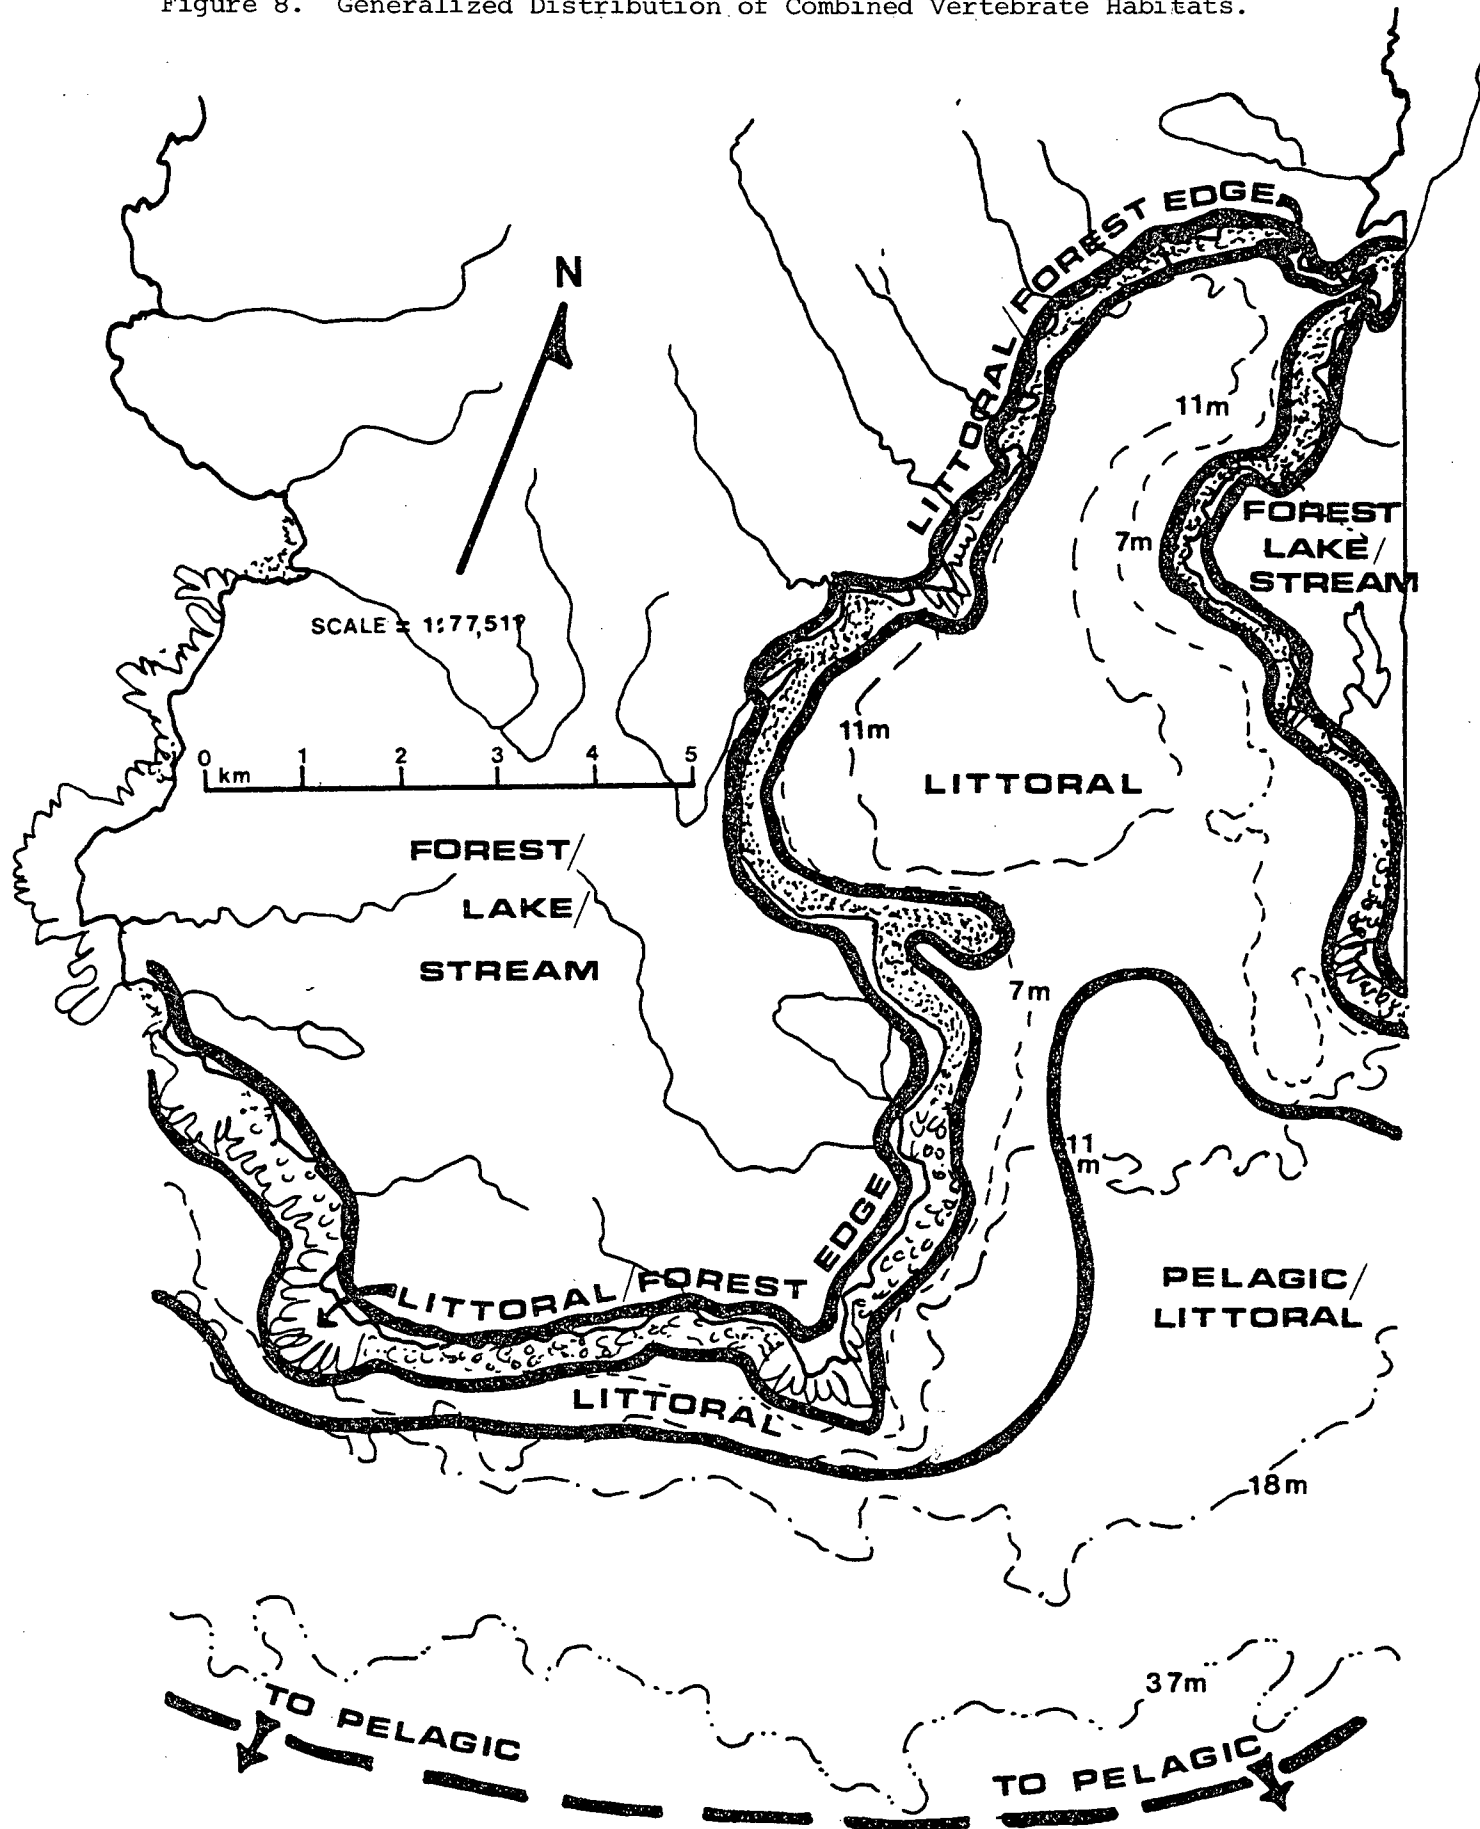 Figure 8. Generalized Distribution of Combined Vertebrate Habitats.
LITTORAL/FOREST EDGE
N
11m
7m
FOREST
LAKE/
STREAM
SCALE = 1:77,519
11m
0 1 2 3 4 5
km
LITTORAL
FOREST/
LAKE/
STREAM
7m
11
m
LITTORAL/FOREST EDGE
PELAGIC/
LITTORAL
LITTORAL
18m
37m
TO PELAGIC
TO PELAGIC